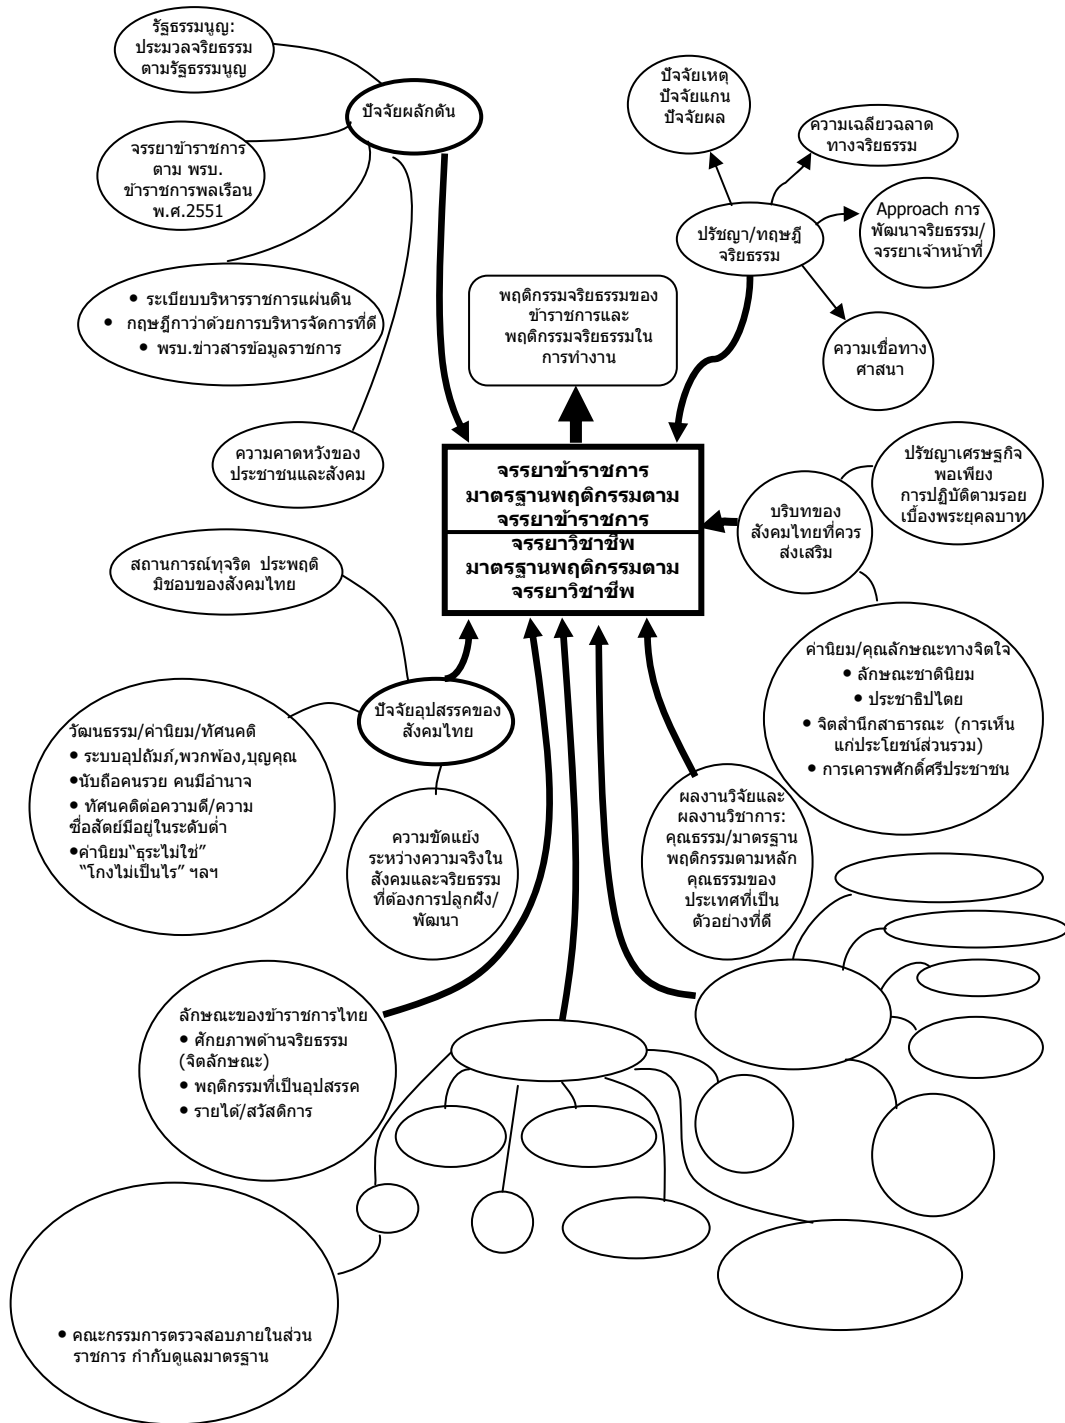 รัฐธรรมนูญ:
ประมวลจริยธรรม
ตามรัฐธรรมนูญ
ปัจจัยผลักดัน
จรรยาข้าราชการ
ตาม พรบ.
ข้าราชการพลเรือน
พ.ศ.2551
• ระเบียบบริหารราชการแผ่นดิน
• กฤษฎีกาว่าด้วยการบริหารจัดการที่ดี
• พรบ.ข่าวสารข้อมูลราชการ
ความคาดหวังของ
ประชาชนและสังคม
ปัจจัยเหตุ
ปัจจัยแกน
ปัจจัยผล
ความเฉลียวฉลาด
ทางจริยธรรม
ปรัชญา/ทฤษฎี
จริยธรรม
Approach การ
พัฒนาจริยธรรม/
จรรยาเจ้าหน้าที่
ความเชื่อทาง
ศาสนา
พฤติกรรมจริยธรรมของ
ข้าราชการและ
พฤติกรรมจริยธรรมใน
การทำงาน
จรรยาข้าราชการ
มาตรฐานพฤติกรรมตาม
จรรยาข้าราชการ
จรรยาวิชาชีพ
มาตรฐานพฤติกรรมตาม
จรรยาวิชาชีพ
บริบทของ
สังคมไทยที่ควร
ส่งเสริม
ปรัชญาเศรษฐกิจ
พอเพียง
การปฏิบัติตามรอย
เบื้องพระยุคลบาท
ค่านิยม/คุณลักษณะทางจิตใจ
• ลักษณะชาตินิยม
• ประชาธิปไตย
• จิตสำนึกสาธารณะ (การเห็น
แก่ประโยชน์ส่วนรวม)
• การเคารพศักดิ์ศรีประชาชน
สถานการณ์ทุจริต ประพฤติ
มิชอบของสังคมไทย
ปัจจัยอุปสรรคของ
สังคมไทย
วัฒนธรรม/ค่านิยม/ทัศนคติ
• ระบบอุปถัมภ์,พวกพ้อง,บุญคุณ
•นับถือคนรวย คนมีอำนาจ
• ทัศนคติต่อความดี/ความ
ซื่อสัตย์มีอยู่ในระดับต่ำ
•ค่านิยม“ธุระไม่ใช่”
“โกงไม่เป็นไร” ฯลฯ
ความขัดแย้ง
ระหว่างความจริงใน
สังคมและจริยธรรม
ที่ต้องการปลูกฝัง/
พัฒนา
ผลงานวิจัยและ
ผลงานวิชาการ:
คุณธรรม/มาตรฐาน
พฤติกรรมตามหลัก
คุณธรรมของ
ประเทศที่เป็น
ตัวอย่างที่ดี
ลักษณะของข้าราชการไทย
• ศักยภาพด้านจริยธรรม
(จิตลักษณะ)
• พฤติกรรมที่เป็นอุปสรรค
• รายได้/สวัสดิการ
• คณะกรรมการตรวจสอบภายในส่วน
ราชการ กำกับดูแลมาตรฐาน